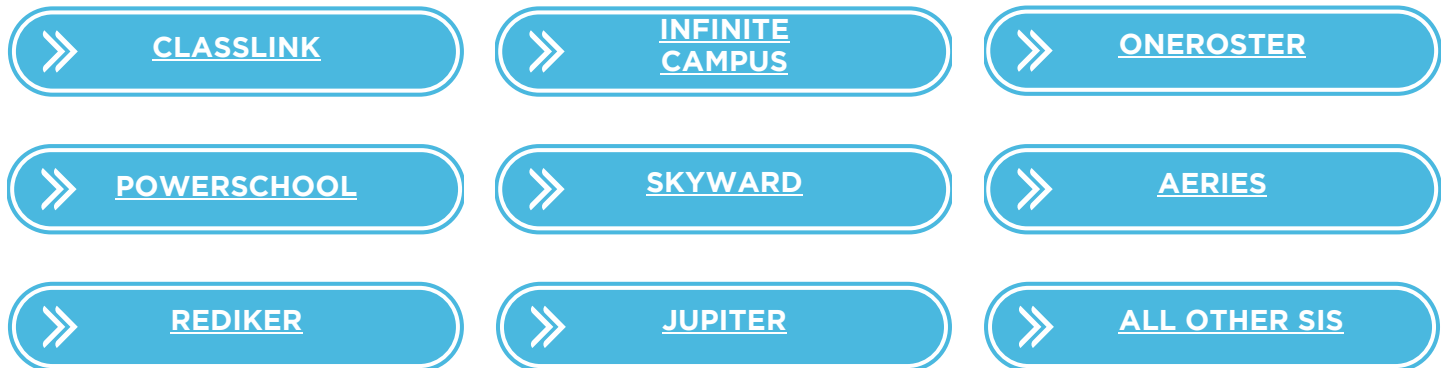 CLASSLINK
INFINITE
CAMPUS
ONEROSTER
POWERSCHOOL
SKYWARD
AERIES
REDIKER
JUPITER
ALL OTHER SIS